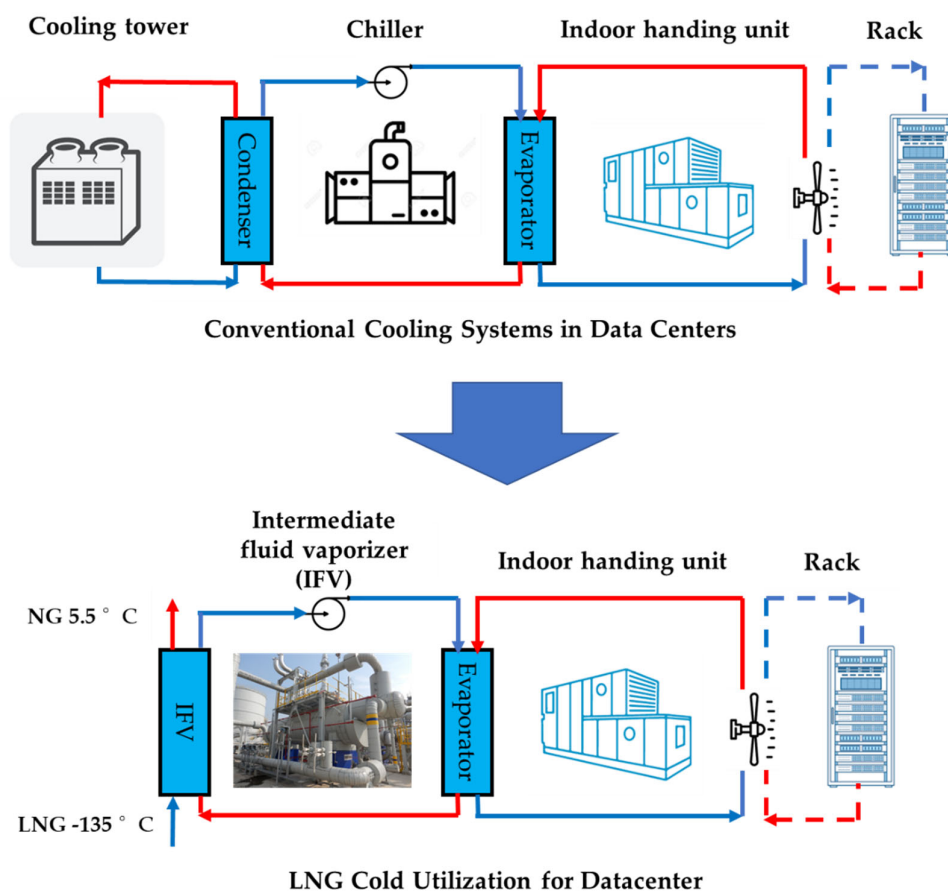 Cooling tower
Chiller
Indoor handing unit
Rack
Condenser
Evaporator
Conventional Cooling Systems in Data Centers
Intermediate
fluid vaporizer
(IFV)
Indoor handing unit
Rack
NG 5.5 ° C
IFV
Evaporator
LNG -135 ° C
LNG Cold Utilization for Datacenter